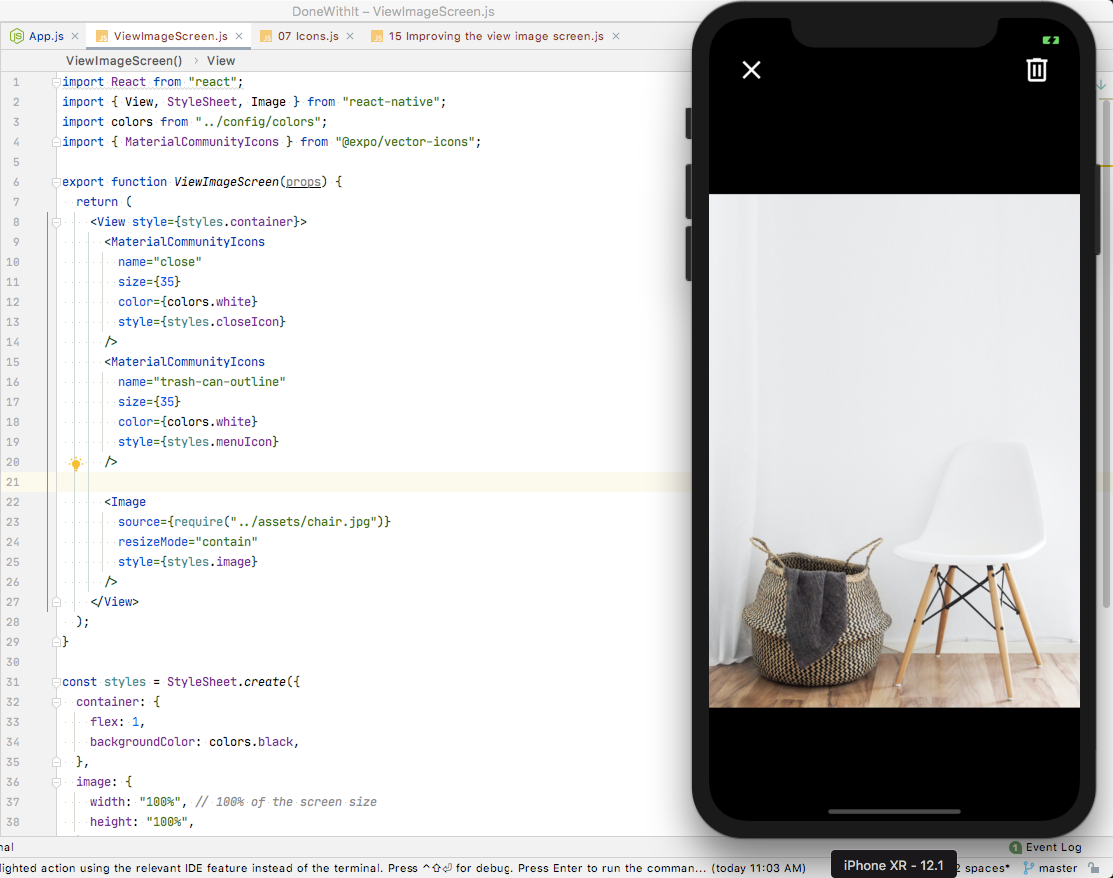 DoneWithIt – ViewImageScreen.js
App.js ViewImageScreen.js 07 Icons.js 15 Improving the view image screen.js
ViewImageScreen() › View
1 import React from "react";
2 import { View, StyleSheet, Image } from "react-native";
3 import colors from "../config/colors";
4 import { MaterialCommunityIcons } from "@expo/vector-icons";
5
6 export function ViewImageScreen(props) {
7 return (
8 <View style={styles.container}>
9 <MaterialCommunityIcons
10 name="close"
11 size={35}
12 color={colors.white}
13 style={styles.closeIcon}
14 />
15 <MaterialCommunityIcons
16 name="trash-can-outline"
17 size={35}
18 color={colors.white}
19 style={styles.menuIcon}
20 />
21
22 <Image
23 source={require("../assets/chair.jpg")}
24 resizeMode="contain"
25 style={styles.image}
26 />
27 </View>
28 );
29 }
30
31 const styles = StyleSheet.create({
32 container: {
33 flex: 1,
34 backgroundColor: colors.black,
35 },
36 image: {
37 width: "100%", // 100% of the screen size
38 height: "100%",
nal Event Log
lighted action using the relevant IDE feature instead of the terminal. Press ^⇧⏎ for debug. Press Enter to run the comman... (today 11:03 AM) iPhone XR - 12.1 2 spaces* master